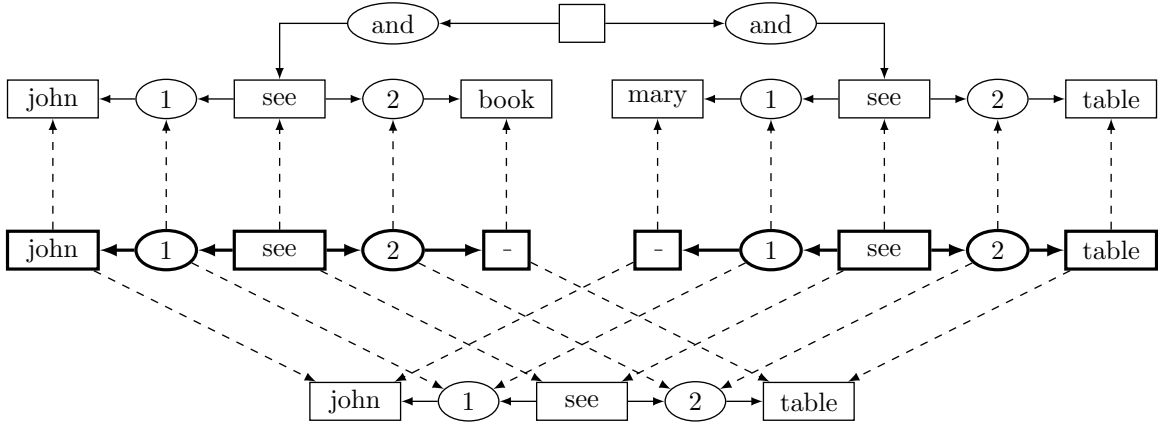 and and
john 1 see 2 book mary 1 see 2 table
john 1 see 2 - - 1 see 2 table
john 1 see 2 table